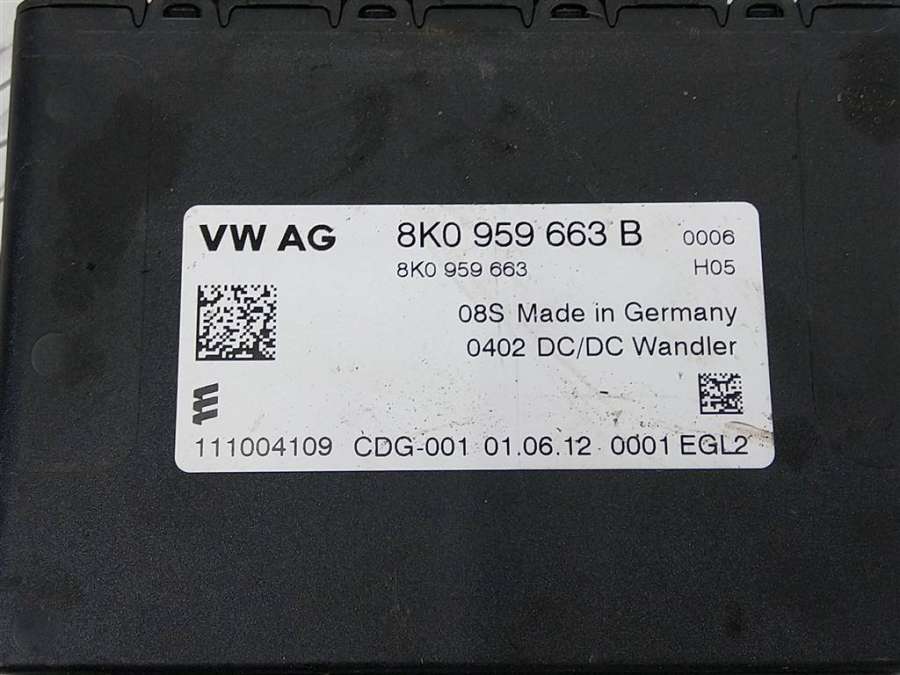 VW AG 8K0 959 663 B 0006
8K0 959 663 H05
08S Made in Germany
0402 DC/DC Wandler
111004109 CDG-001 01.06.12 0001 EGL2